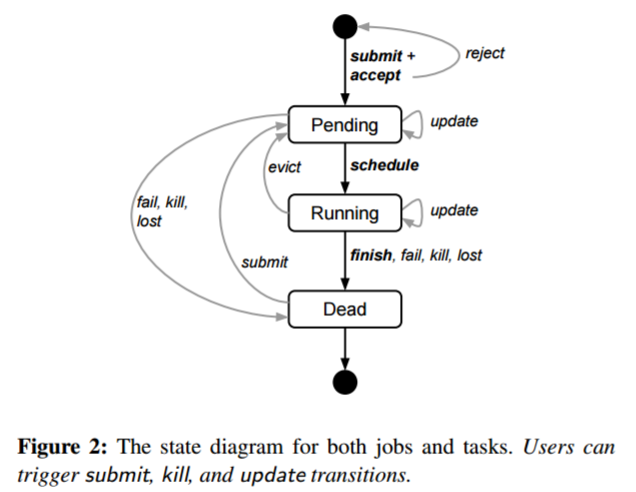 submit +
accept
reject
Pending
update
evict
schedule
fail, kill,
lost
Running
update
submit
finish, fail, kill, lost
Dead
Figure 2: The state diagram for both jobs and tasks. Users can
trigger submit, kill, and update transitions.